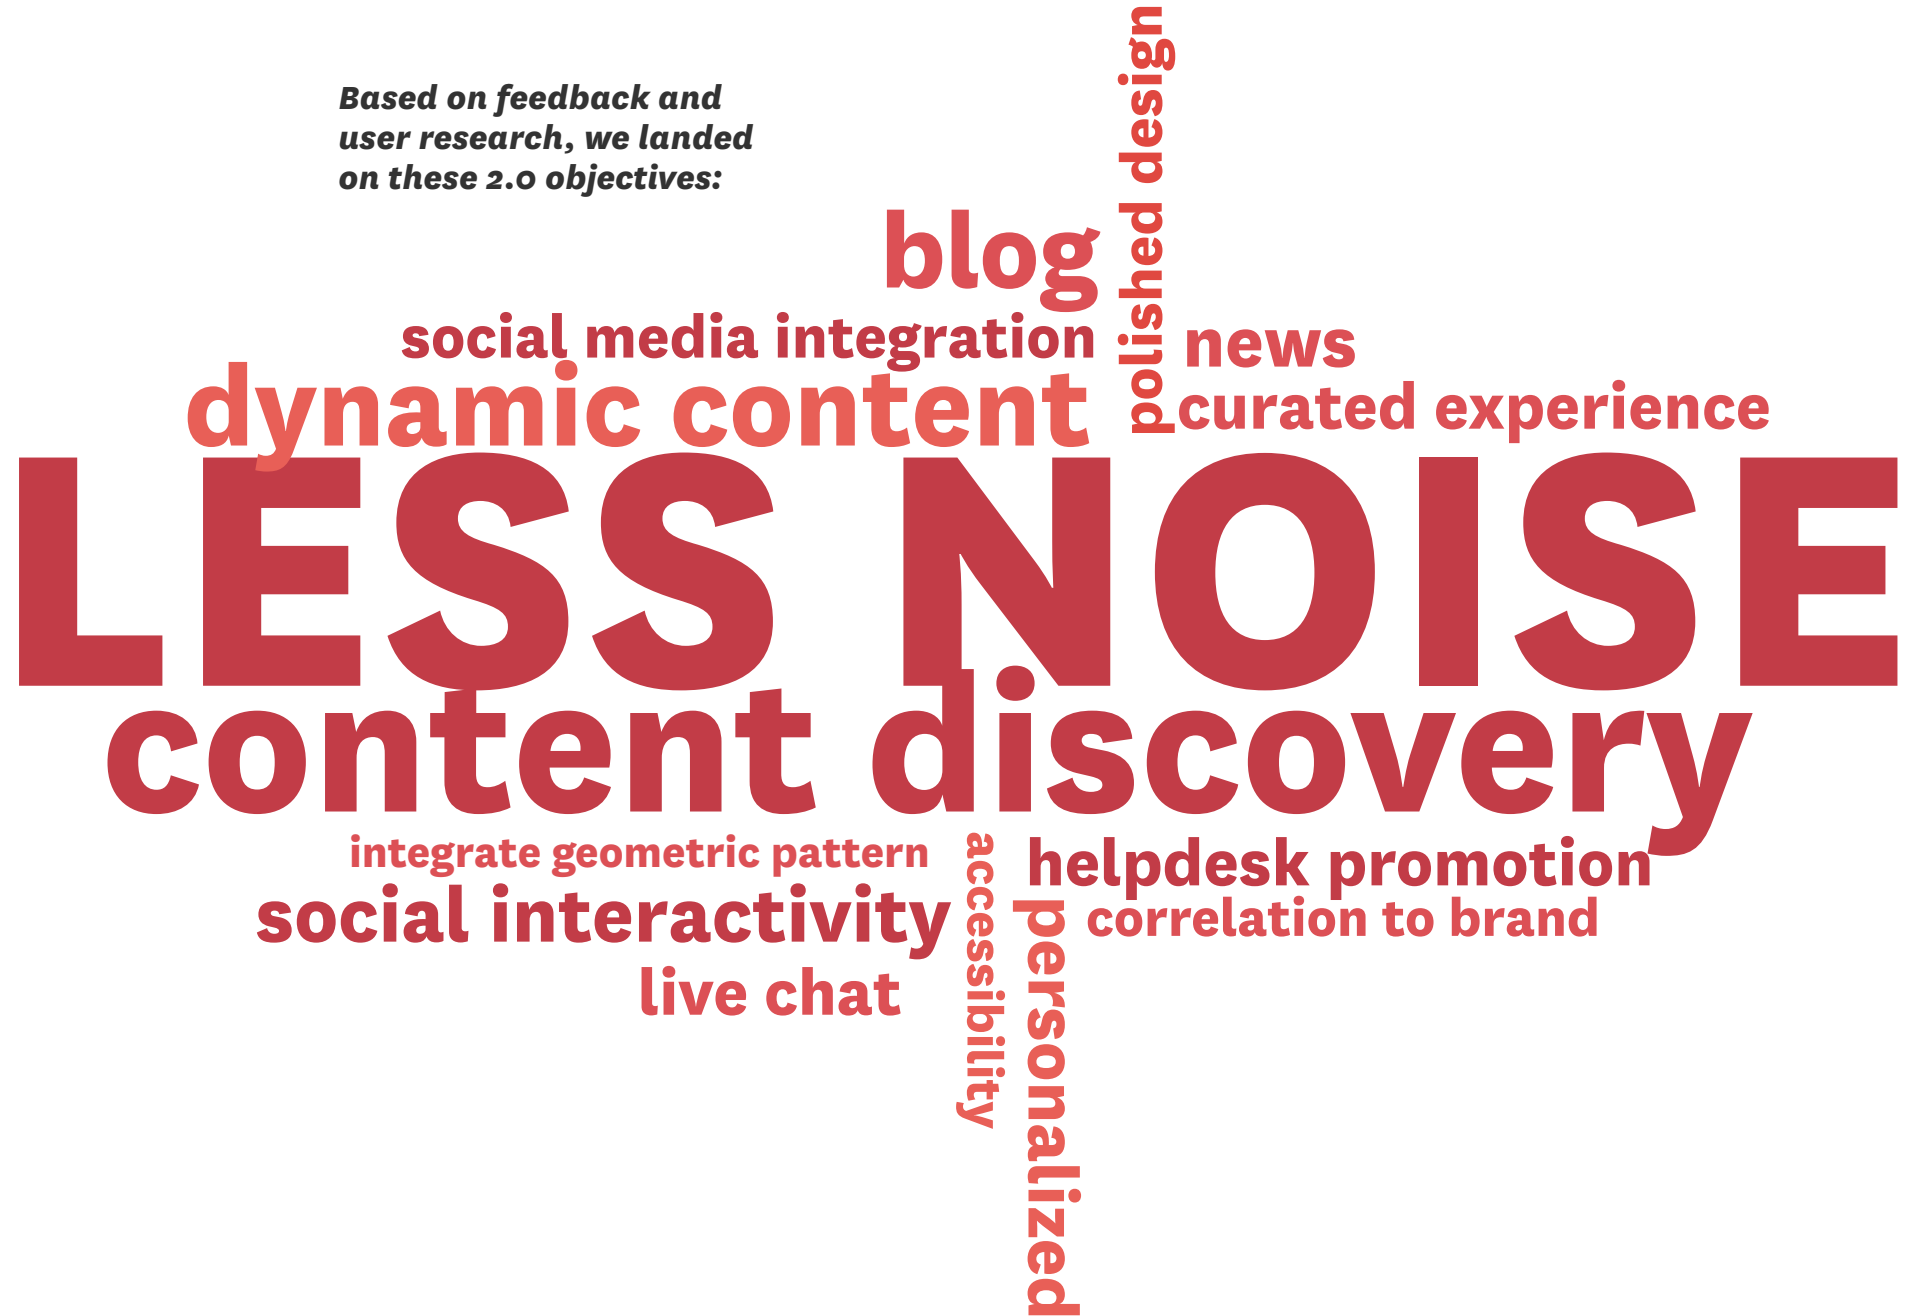 Based on feedback and
user research, we landed
on these 2.0 objectives:
polished design
blog
social media integration
news
dynamic content
curated experience
LESS NOISE
content discovery
integrate geometric pattern
accessibility
helpdesk promotion
social interactivity
personalized
correlation to brand
live chat